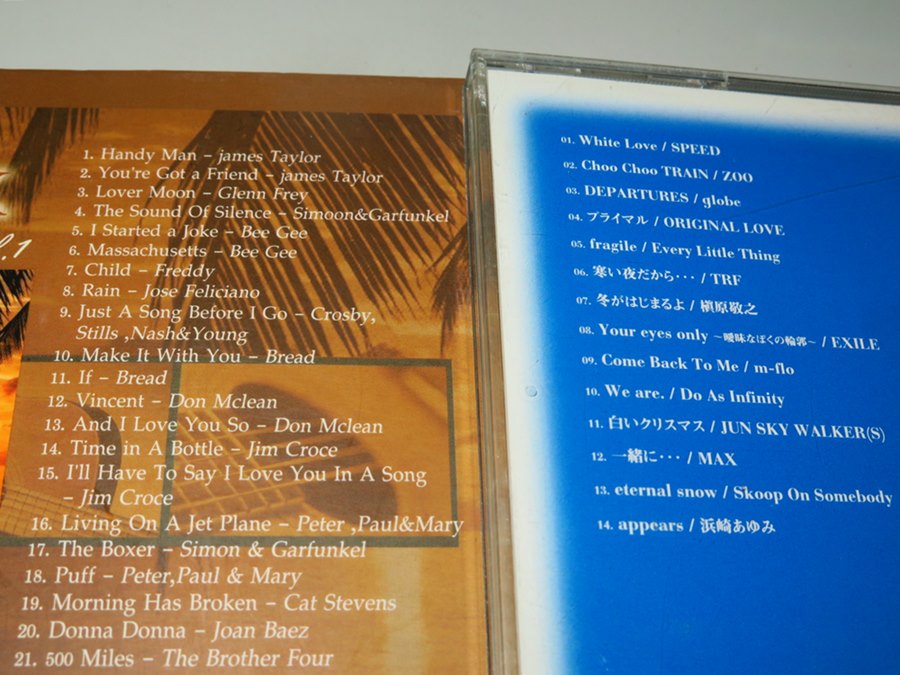 l.1
1. Handy Man – james Taylor
2. You're Got a Friend – james Taylor
3. Lover Moon – Glenn Frey
4. The Sound Of Silence – Simoon&Garfunkel
5. I Started a Joke – Bee Gee
6. Massachusetts – Bee Gee
7. Child – Freddy
8. Rain – Jose Feliciano
9. Just A Song Before I Go – Crosby,
Stills ,Nash&Young
10. Make It With You – Bread
11. If – Bread
12. Vincent – Don Mclean
13. And I Love You So – Don Mclean
14. Time in A Bottle – Jim Croce
15. I'll Have To Say I Love You In A Song
– Jim Croce
16. Living On A Jet Plane – Peter ,Paul&Mary
17. The Boxer – Simon & Garfunkel
18. Puff – Peter,Paul & Mary
19. Morning Has Broken – Cat Stevens
20. Donna Donna – Joan Baez
21. 500 Miles – The Brother Four
01. White Love / SPEED
02. Choo Choo TRAIN / ZOO
03. DEPARTURES / globe
04. プライマル / ORIGINAL LOVE
05. fragile / Every Little Thing
06. 寒い夜だから・・・ / TRF
07. 冬がはじまるよ / 槇原敬之
08. Your eyes only ～曖昧なぼくの輪郭～ / EXILE
09. Come Back To Me / m-flo
10. We are. / Do As Infinity
11. 白いクリスマス / JUN SKY WALKER(S)
12. 一緒に・・・ / MAX
13. eternal snow / Skoop On Somebody
14. appears / 浜崎あゆみ